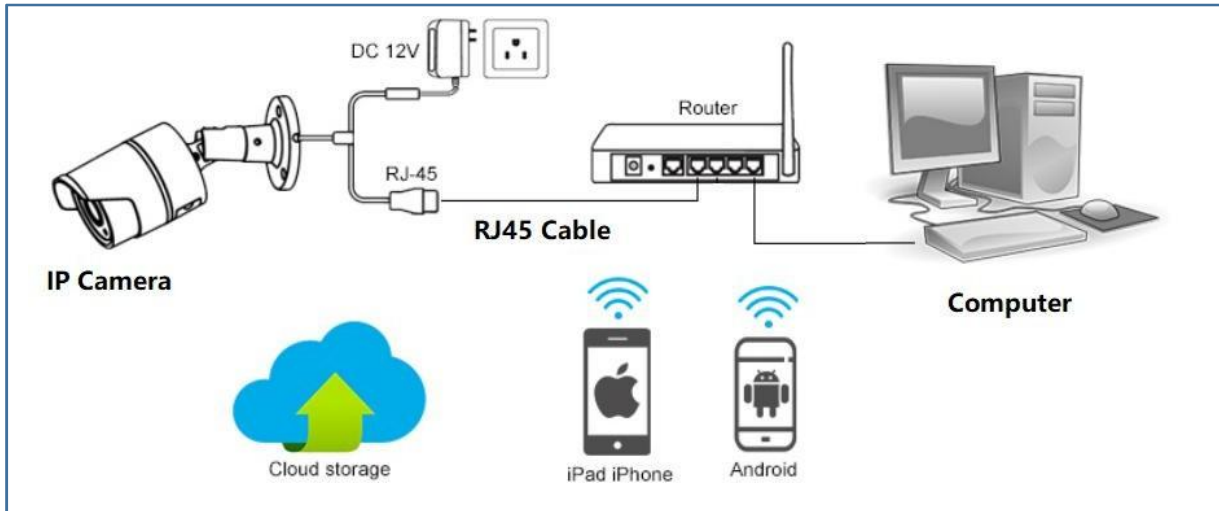 DC 12V
Router
RJ-45
RJ45 Cable
IP Camera
Computer
Cloud storage
iPad iPhone
Android